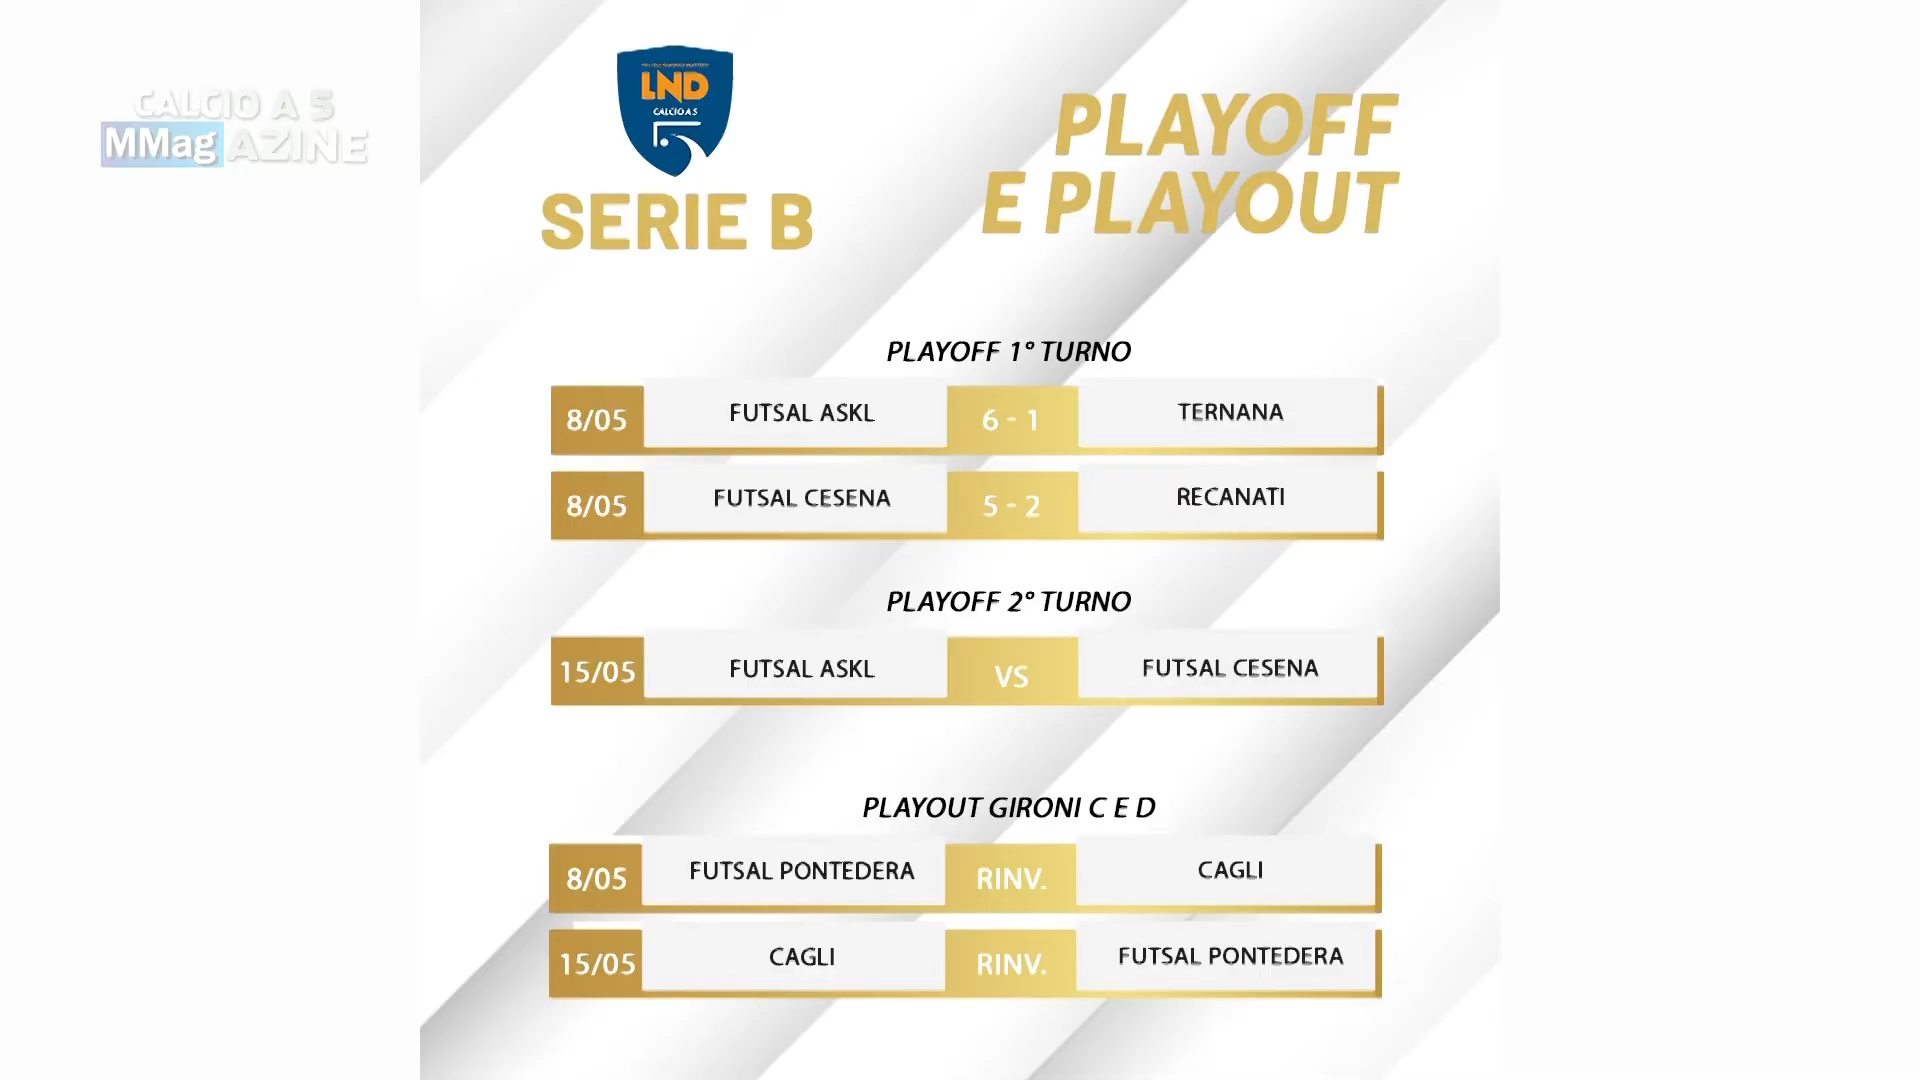 CALCIO A 5
MMagAZINE
LND
CALCIO A 5
SERIE B
PLAYOFF
E PLAYOUT
PLAYOFF 1° TURNO
8/05 FUTSAL ASKL 6 - 1 TERNANA
8/05 FUTSAL CESENA 5 - 2 RECANATI
PLAYOFF 2° TURNO
15/05 FUTSAL ASKL VS FUTSAL CESENA
PLAYOUT GIRONI C E D
8/05 FUTSAL PONTEDERA RINV. CAGLI
15/05 CAGLI RINV. FUTSAL PONTEDERA